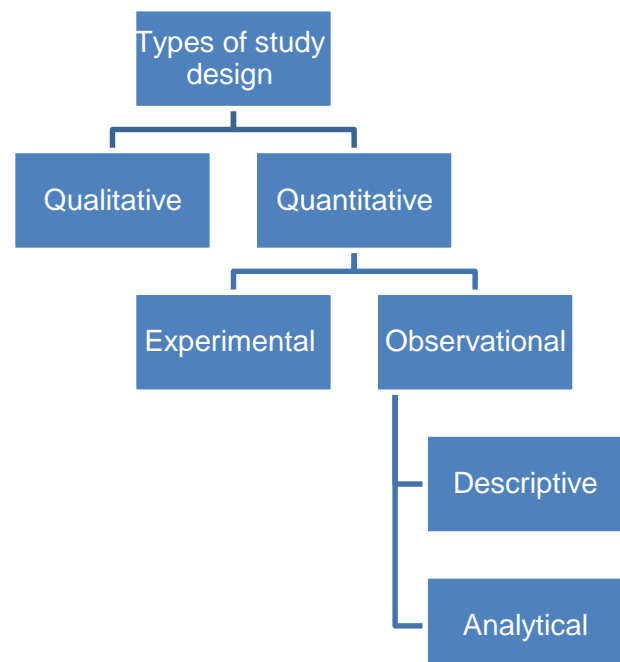 Types of study
design
Qualitative
Quantitative
Experimental
Observational
Descriptive
Analytical